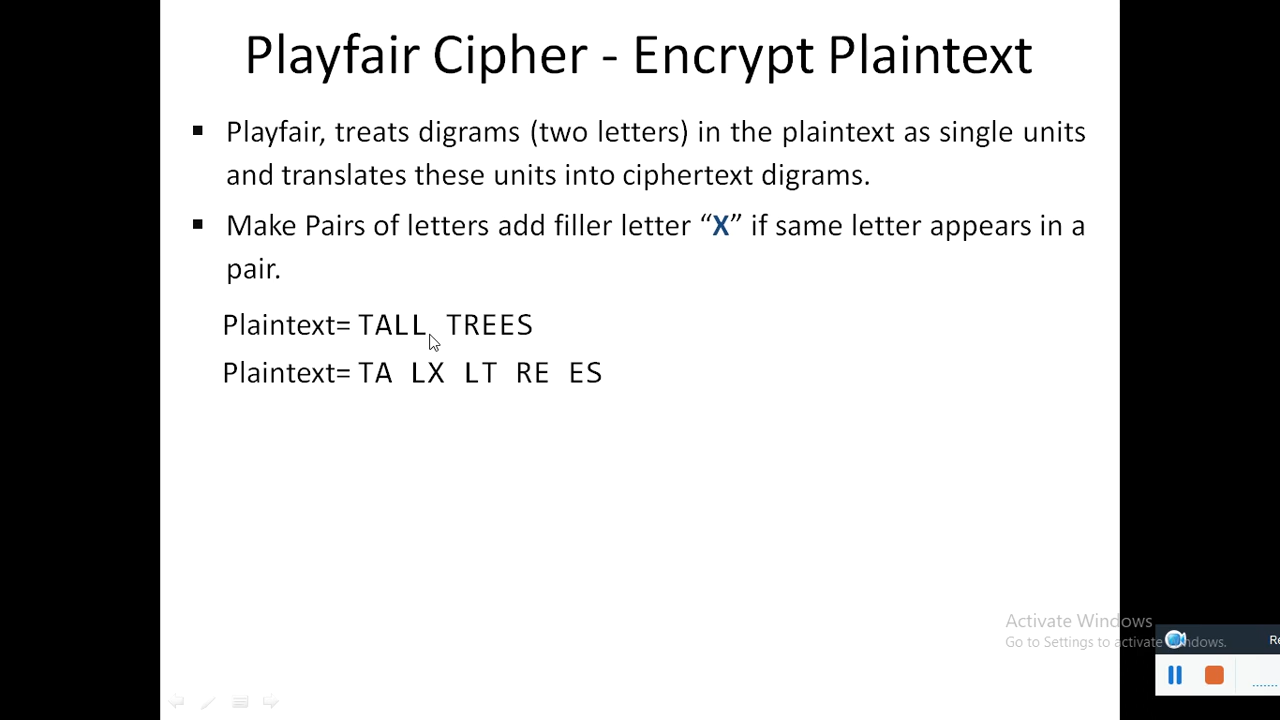 Playfair Cipher - Encrypt Plaintext
▪ Playfair, treats digrams (two letters) in the plaintext as single units
and translates these units into ciphertext digrams.
▪ Make Pairs of letters add filler letter “X” if same letter appears in a
pair.
Plaintext= TALL TREES
Plaintext= TA LX LT RE ES
Activate Windows
Go to Settings to activate Windows.
Re